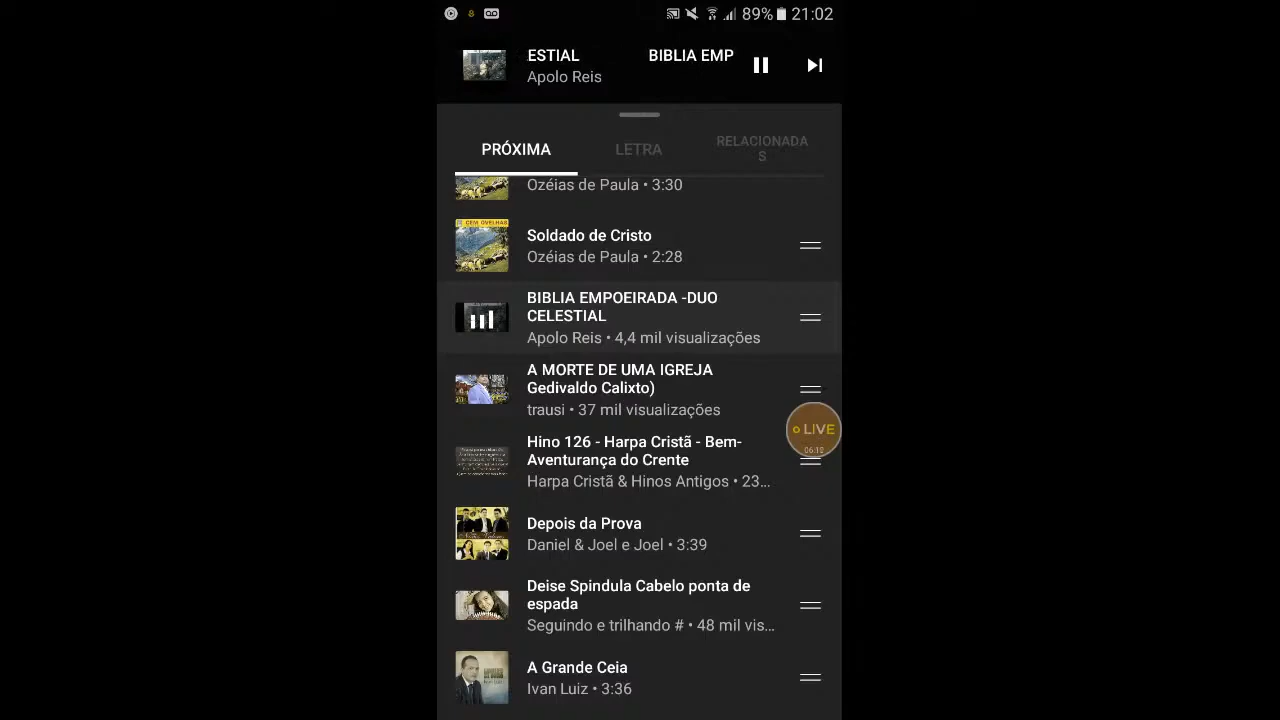 89% 21:02
ESTIAL BIBLIA EMP
Apolo Reis
PRÓXIMA LETRA RELACIONADA
S
Ozéias de Paula • 3:30
CEM OVELHAS
Soldado de Cristo
Ozéias de Paula • 2:28
BIBLIA EMPOEIRADA -DUO
CELESTIAL
Apolo Reis • 4,4 mil visualizações
A MORTE DE UMA IGREJA
Gedivaldo Calixto)
trausi • 37 mil visualizações
LIVE
06:19
Hino 126 - Harpa Cristã - Bem-
Aventurança do Crente
Harpa Cristã & Hinos Antigos • 23...
Depois da Prova
Daniel & Joel e Joel • 3:39
Deise Spindula Cabelo ponta de
espada
Seguindo e trilhando # • 48 mil vis...
A Grande Ceia
Ivan Luiz • 3:36